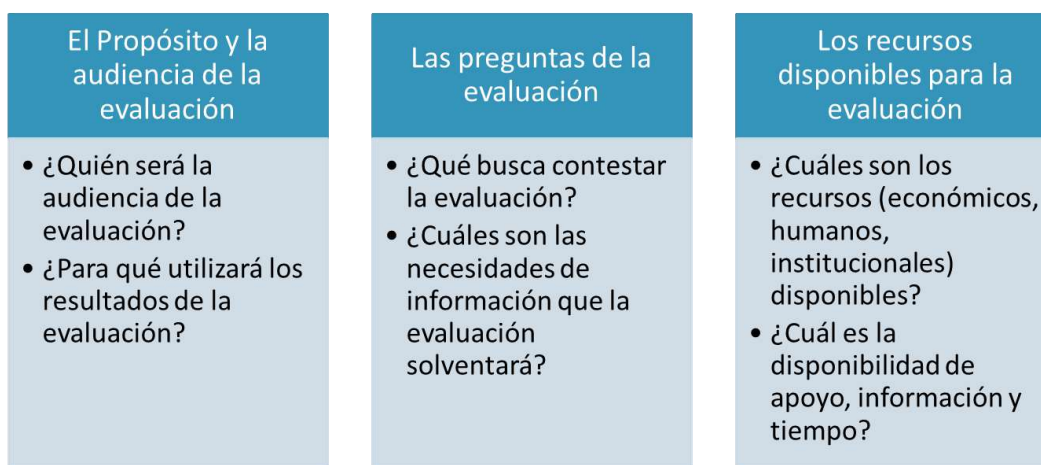 El Propósito y la
audiencia de la
evaluación
• ¿Quién será la
audiencia de la
evaluación?
• ¿Para qué utilizará los
resultados de la
evaluación?
Las preguntas de la
evaluación
• ¿Qué busca contestar
la evaluación?
• ¿Cuáles son las
necesidades de
información que la
evaluación
solventará?
Los recursos
disponibles para la
evaluación
• ¿Cuáles son los
recursos (económicos,
humanos,
institucionales)
disponibles?
• ¿Cuál es la
disponibilidad de
apoyo, información y
tiempo?